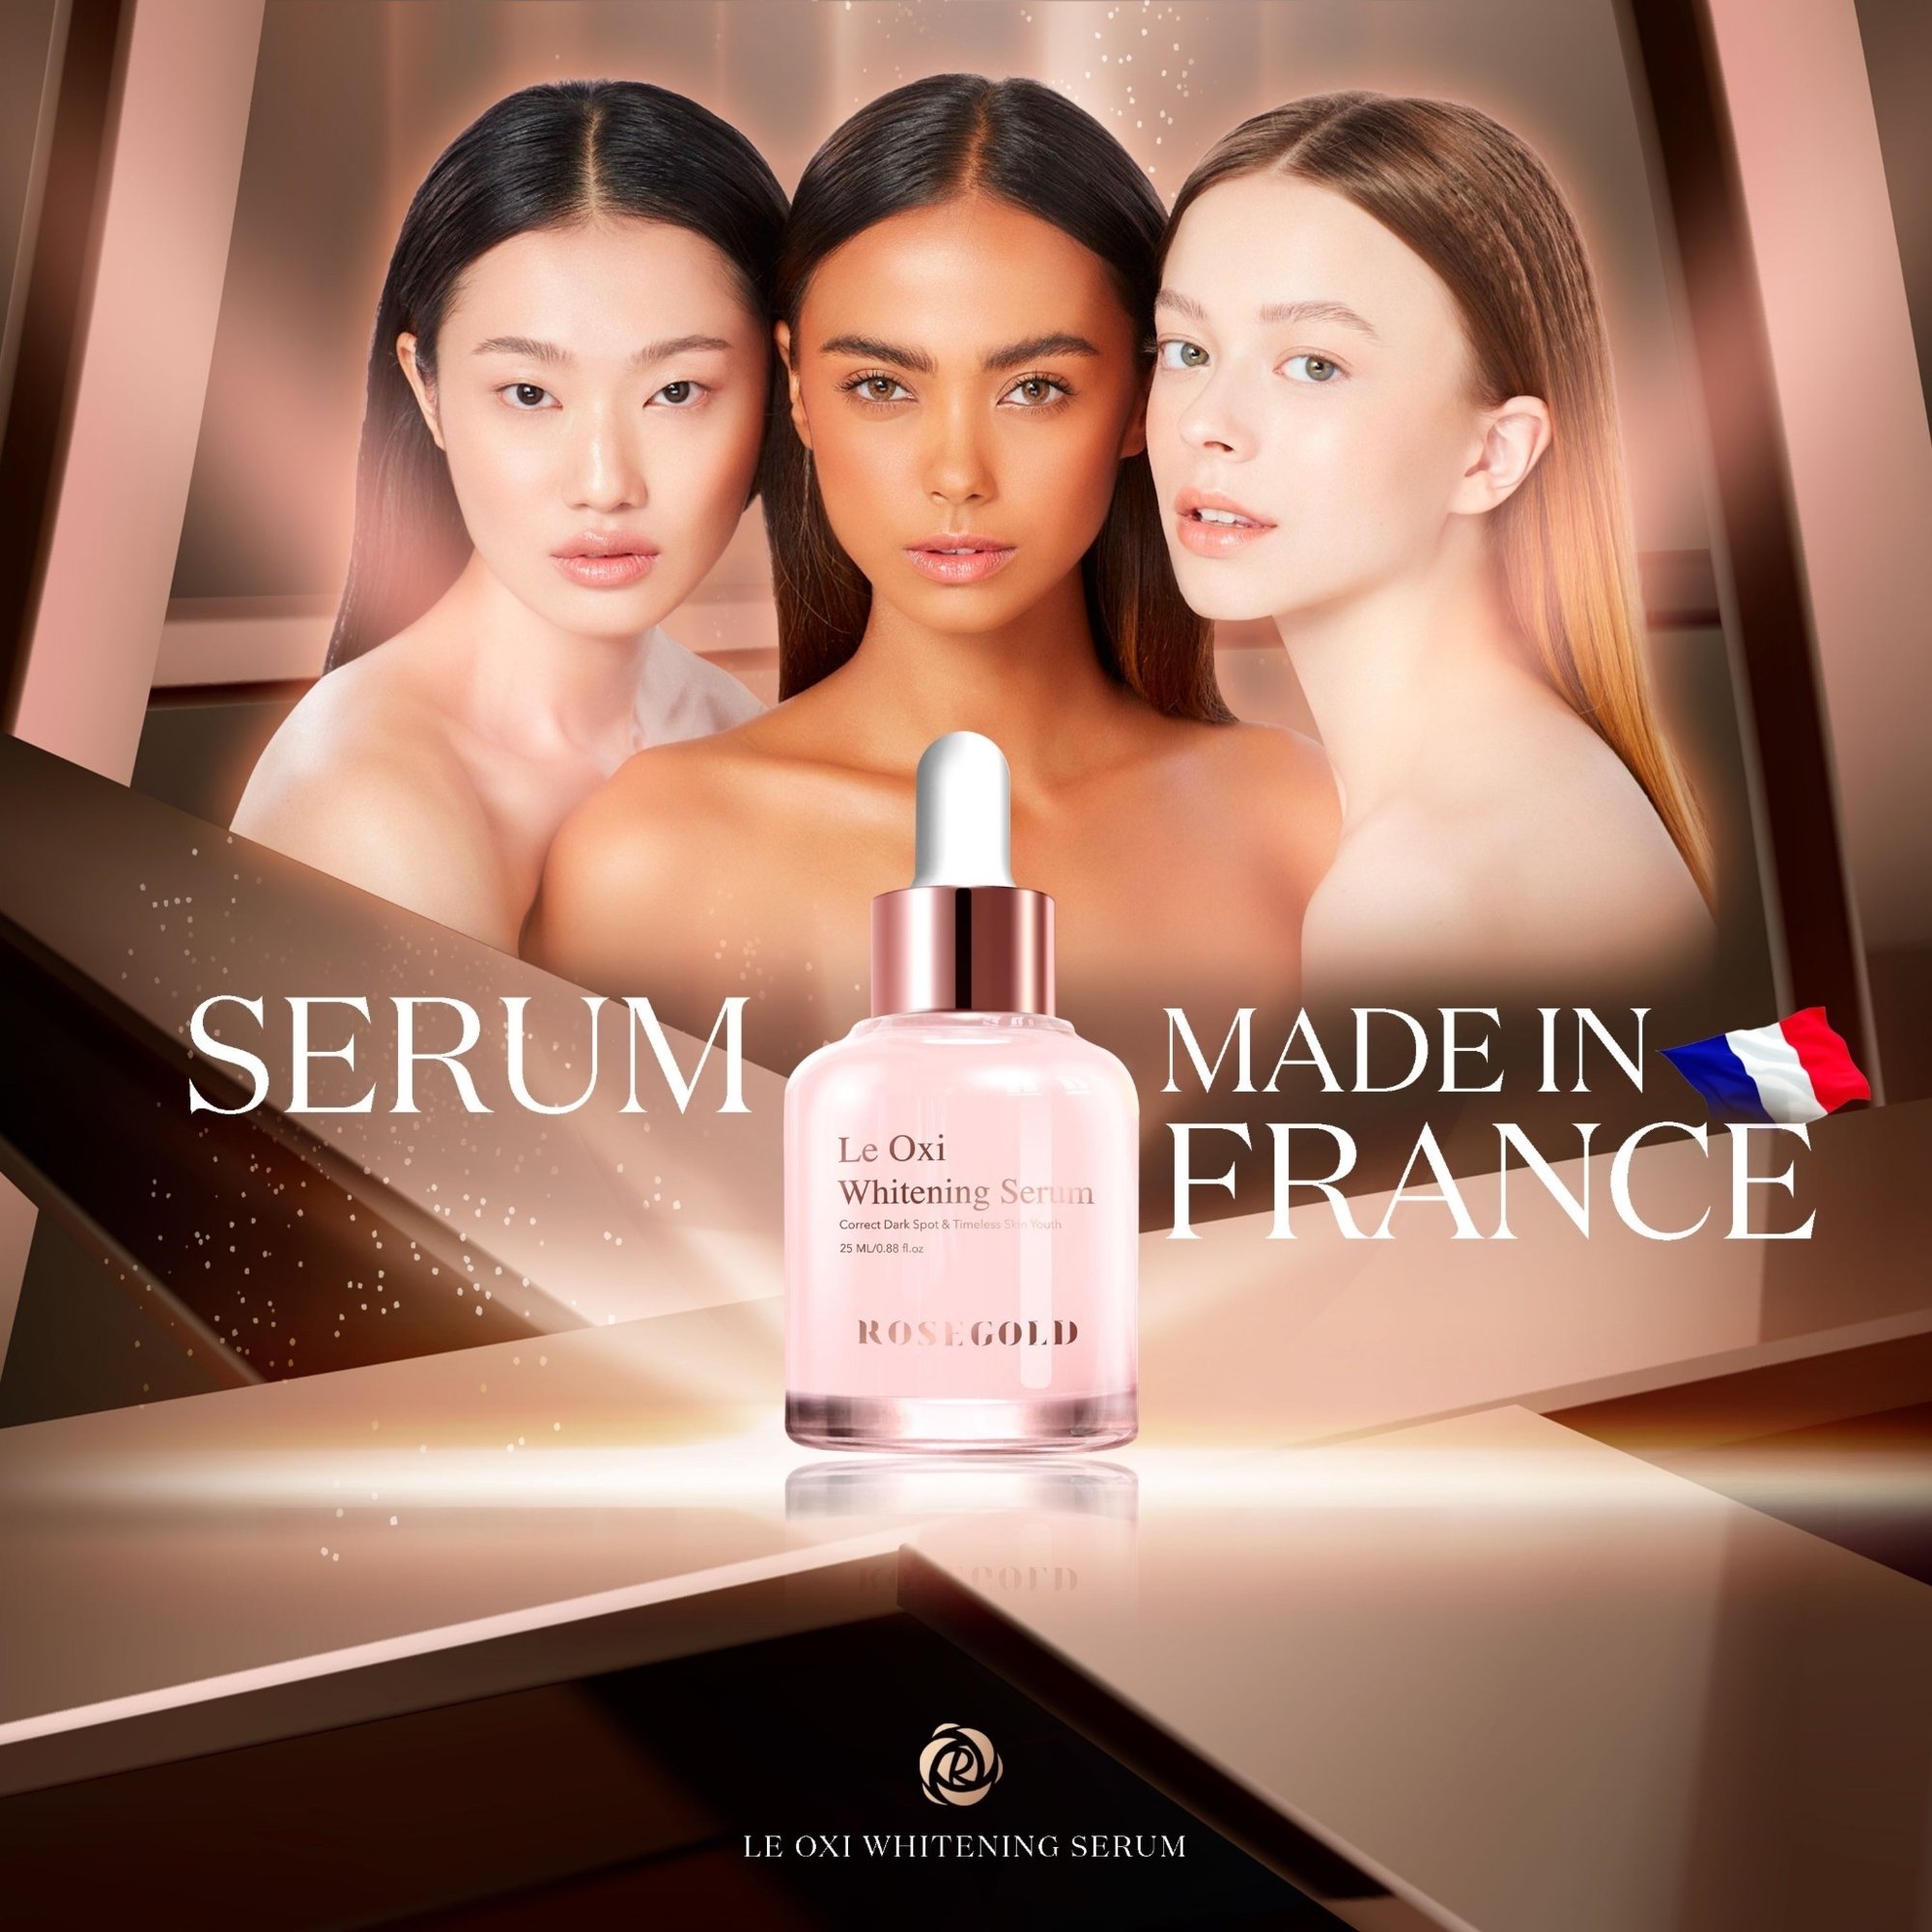 SERUM
MADE IN
FRANCE
Le Oxi
Whitening Serum
Correct Dark Spot & Timeless Skin Youth
25 ML/0.88 fl.oz
ROSEGOLD
R
LE OXI WHITENING SERUM